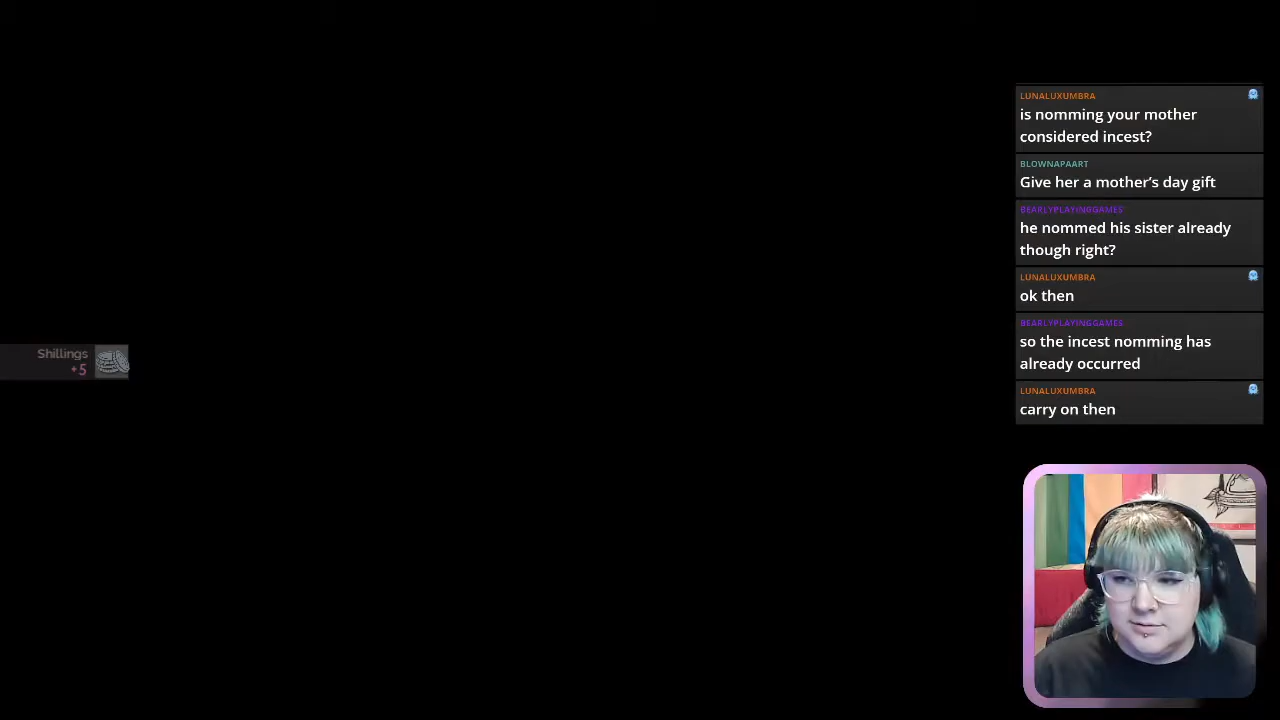 LUNALUXUMBRA
is nomming your mother
considered incest?
BLOWNAPAART
Give her a mother's day gift
BEARLYPLAYINGGAMES
he nommed his sister already
though right?
LUNALUXUMBRA
ok then
BEARLYPLAYINGGAMES
so the incest nomming has
already occurred
LUNALUXUMBRA
carry on then
Shillings
+5